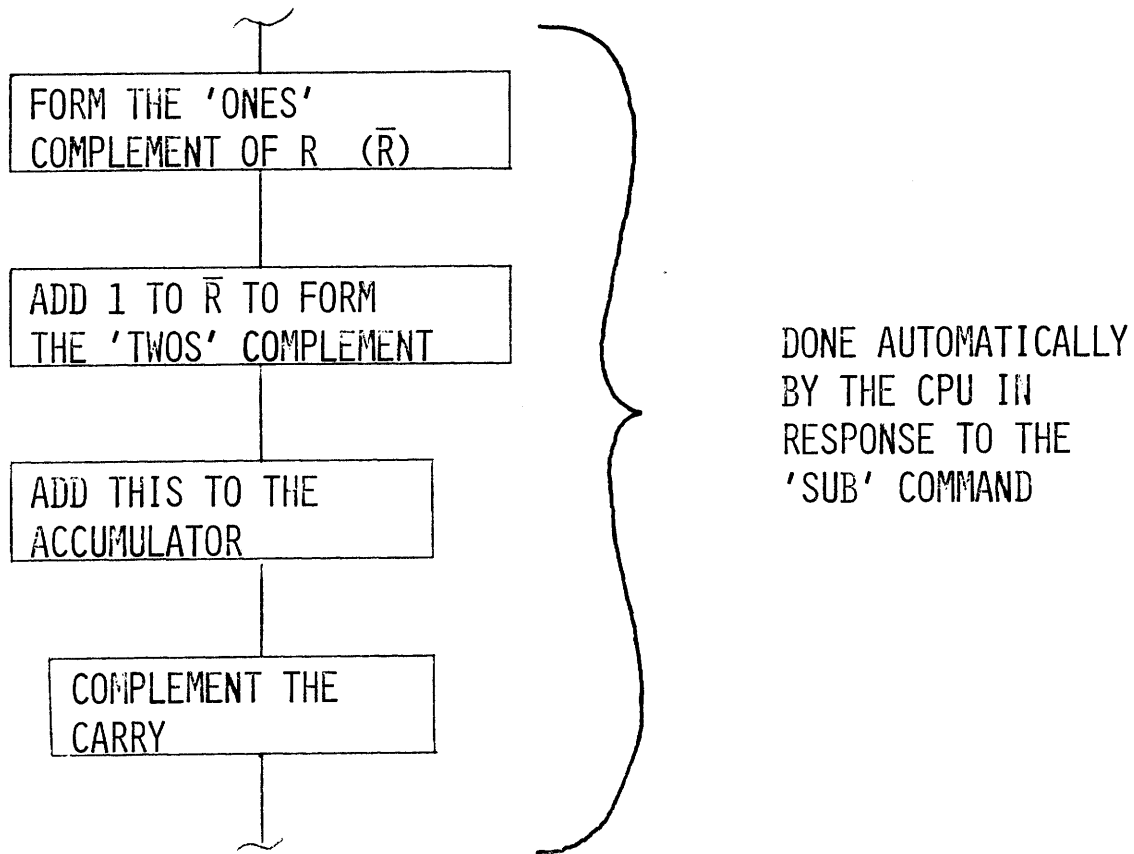 FORM THE 'ONES'
COMPLEMENT OF R (R̅)
ADD 1 TO R̅ TO FORM
THE 'TWOS' COMPLEMENT
ADD THIS TO THE
ACCUMULATOR
COMPLEMENT THE
CARRY
DONE AUTOMATICALLY
BY THE CPU IN
RESPONSE TO THE
'SUB' COMMAND